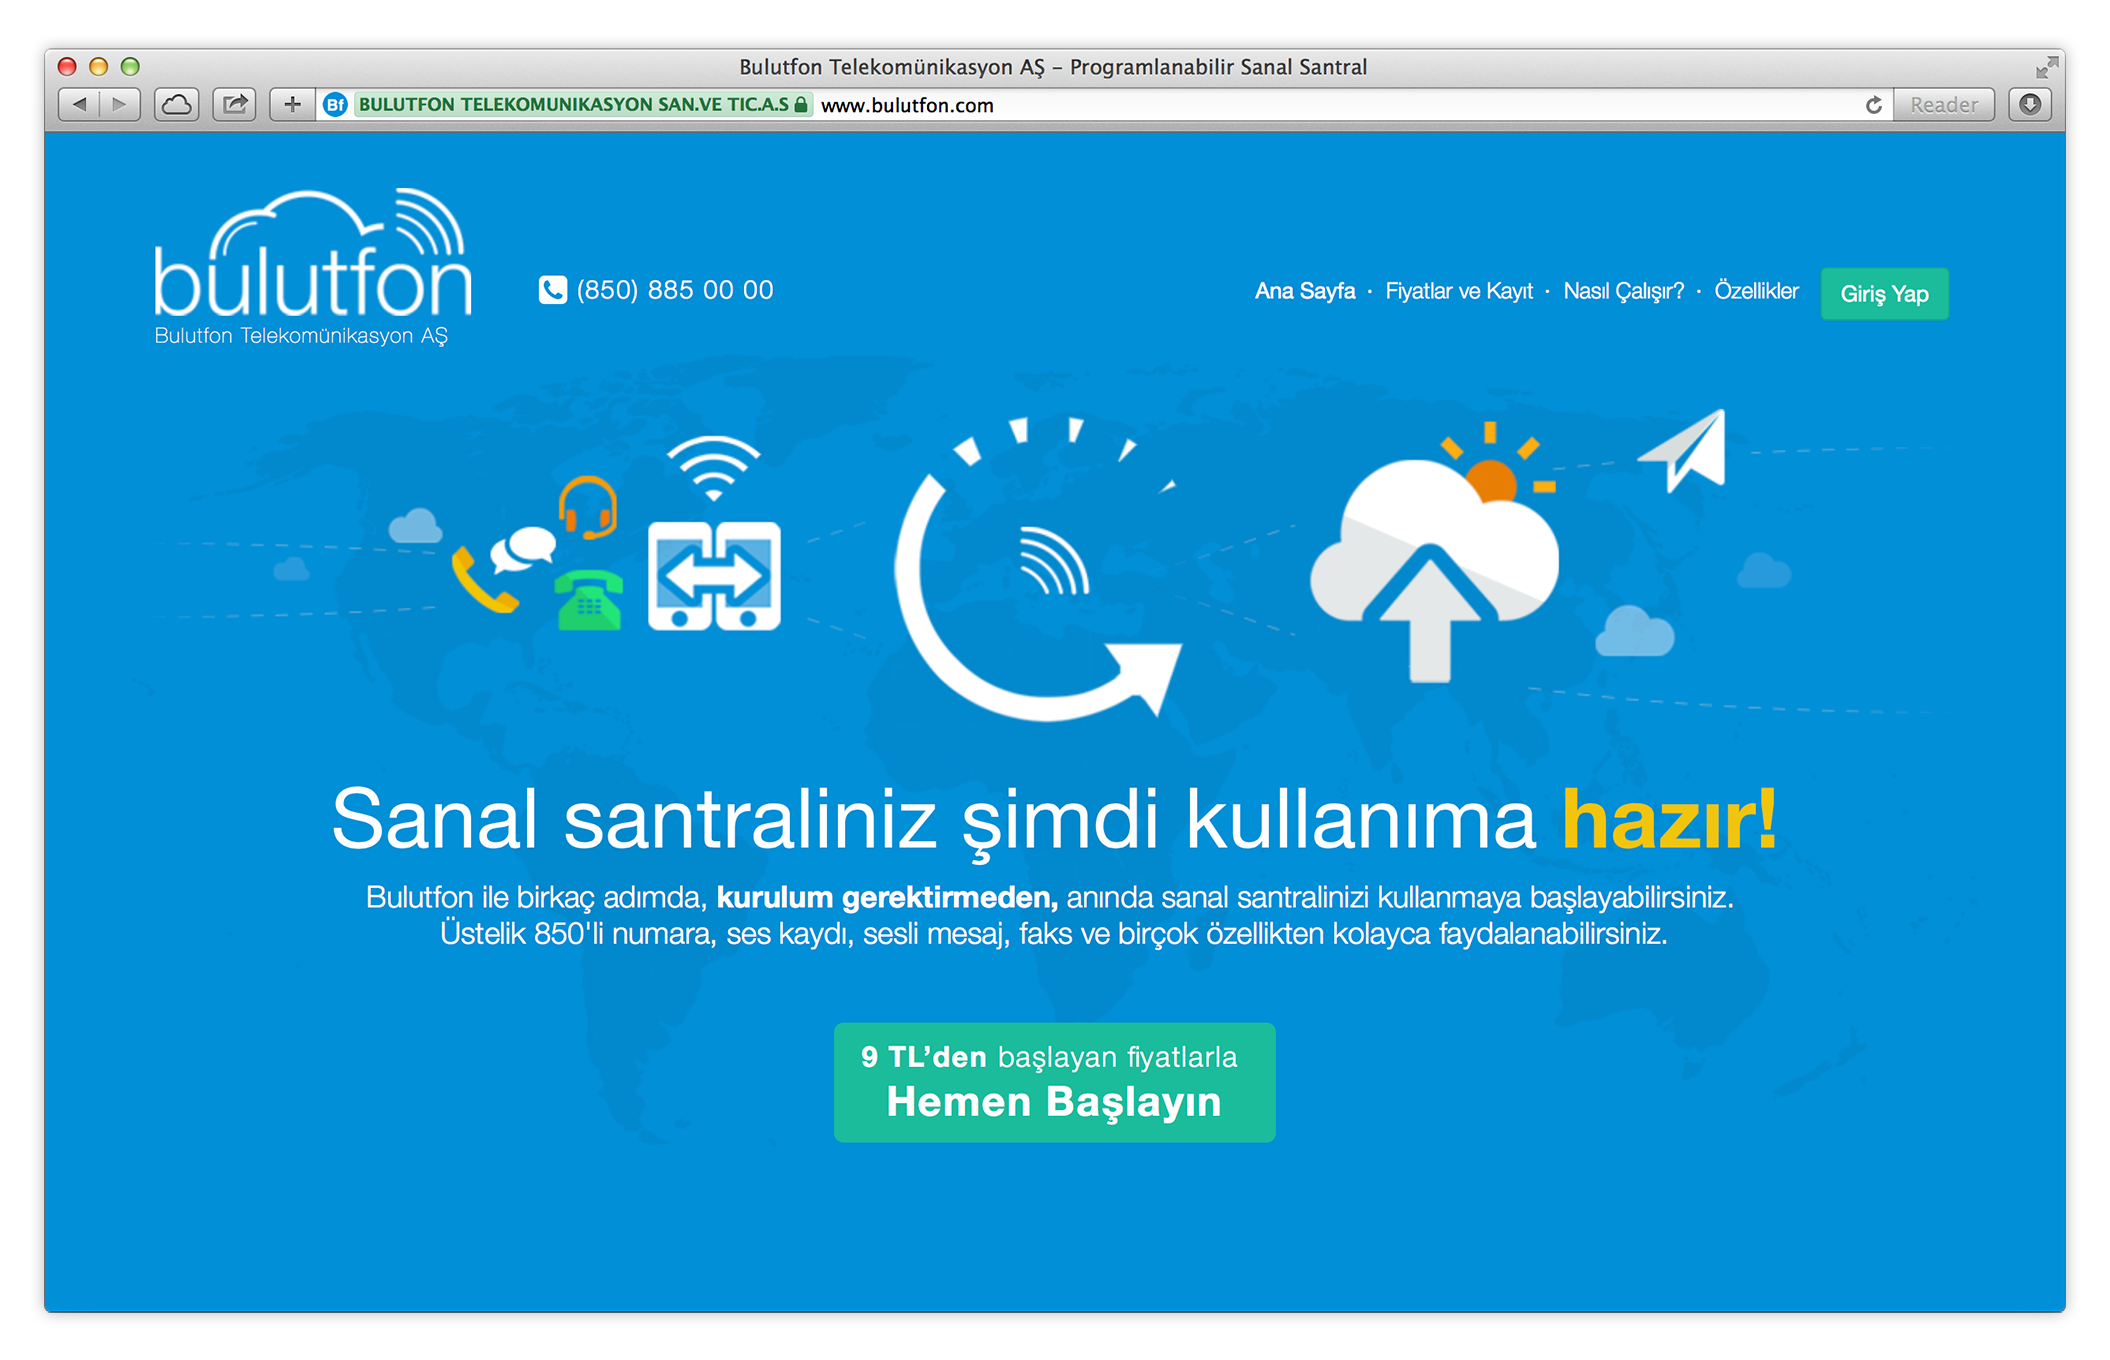 Bulutfon Telekomünikasyon AŞ – Programlanabilir Sanal Santral
Bf BULUTFON TELEKOMUNIKASYON SAN.VE TIC.A.S www.bulutfon.com Reader
bulutfon
Bulutfon Telekomünikasyon AŞ
(850) 885 00 00
Ana Sayfa · Fiyatlar ve Kayıt · Nasıl Çalışır? · Özellikler Giriş Yap
Sanal santraliniz şimdi kullanıma hazır!
Bulutfon ile birkaç adımda, kurulum gerektirmeden, anında sanal santralinizi kullanmaya başlayabilirsiniz.
Üstelik 850'li numara, ses kaydı, sesli mesaj, faks ve birçok özellikten kolayca faydalanabilirsiniz.
9 TL’den başlayan fiyatlarla
Hemen Başlayın